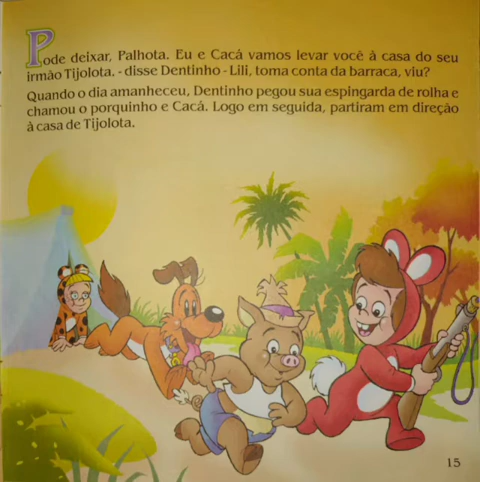 Pode deixar, Palhota. Eu e Cacá vamos levar você à casa do seu
irmão Tijolota. - disse Dentinho - Lili, toma conta da barraca, viu?
Quando o dia amanheceu, Dentinho pegou sua espingarda de rolha e
chamou o porquinho e Cacá. Logo em seguida, partiram em direção
à casa de Tijolota.
15